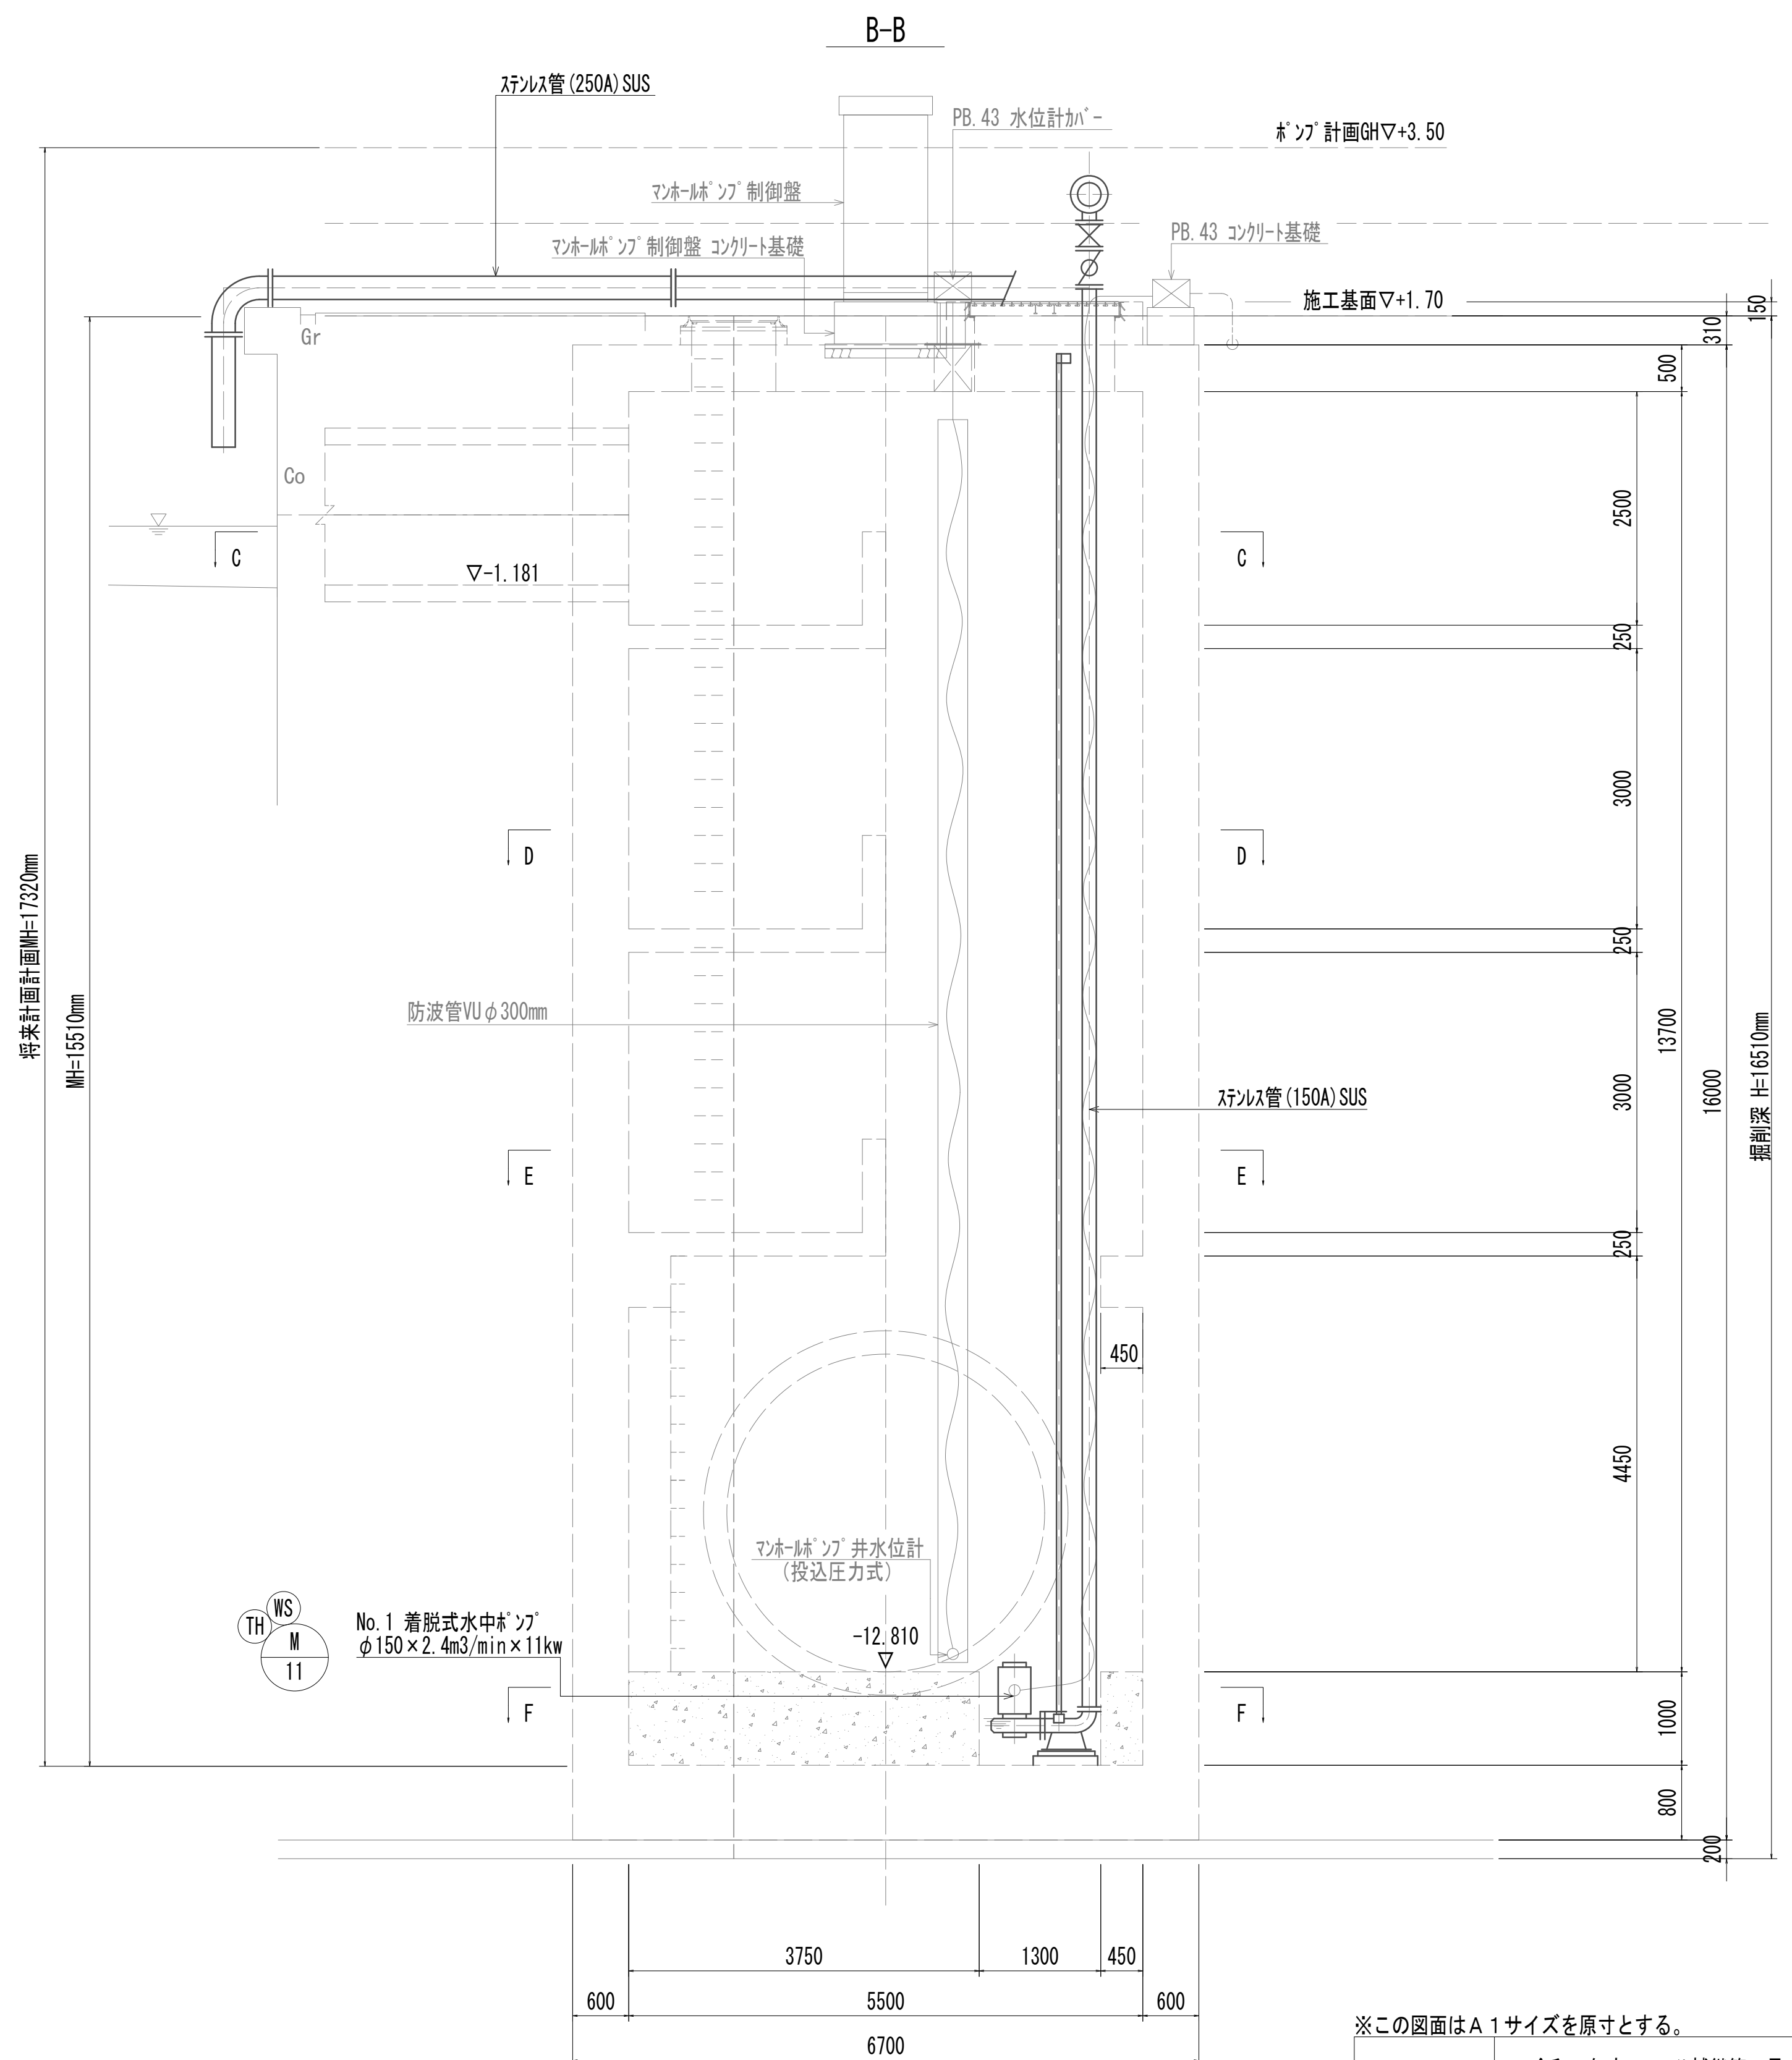 B-B
ｽﾃﾝﾚｽ管(250A)SUS
PB.43 水位計ｶﾊﾞｰ
ﾎﾟﾝﾌﾟ計画GH▽+3.50
ﾏﾝﾎｰﾙﾎﾟﾝﾌﾟ制御盤
ﾏﾝﾎｰﾙﾎﾟﾝﾌﾟ制御盤 ｺﾝｸﾘｰﾄ基礎
PB.43 ｺﾝｸﾘｰﾄ基礎
施工基面▽+1.70
150
310
Gr
500
Co
2500
C
C
▽-1.181
250
3000
D
D
将来計画計画MH=17320mm
250
防波管VUφ300mm
MH=15510mm
13700
16000
掘削深 H=16510mm
ｽﾃﾝﾚｽ管(150A)SUS
3000
E
E
250
450
4450
ﾏﾝﾎｰﾙﾎﾟﾝﾌﾟ井水位計
(投込圧力式)
WS
TH
M
11
No.1 着脱式水中ﾎﾟﾝﾌﾟ
φ150×2.4m3/min×11kw
-12.810
F
F
1000
800
200
3750
1300
450
600
5500
600
6700
※この図面はA1サイズを原寸とする。